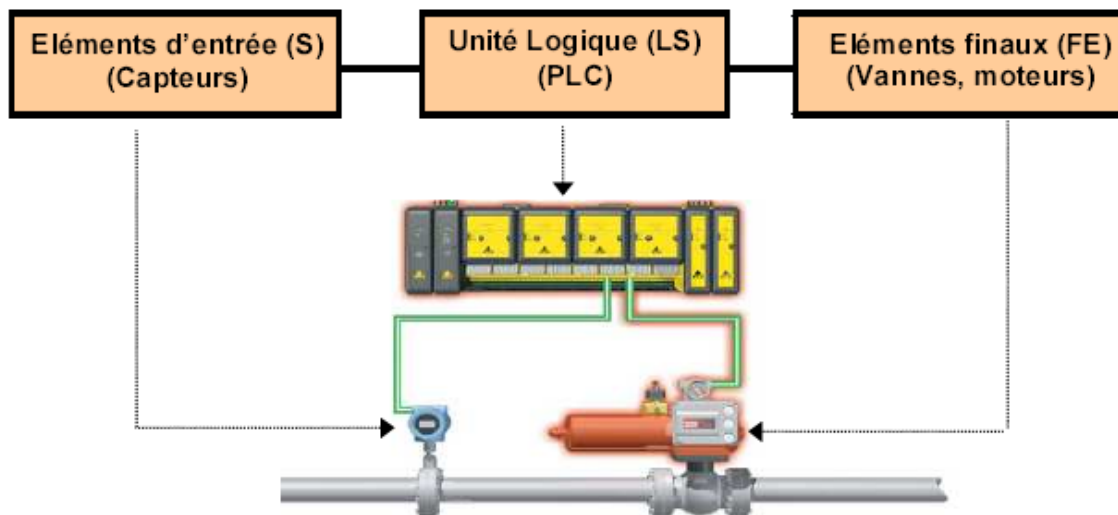 Eléments d'entrée (S)
(Capteurs)
Unité Logique (LS)
(PLC)
Eléments finaux (FE)
(Vannes, moteurs)